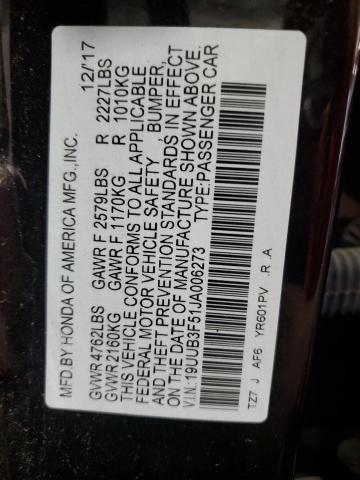 MFD.BY HONDA OF AMERICA MFG.,INC. 12/'17
GVWR 4762LBS GAWR F 2579LBS R 2227LBS
GVWR 2160KG GAWR F 1170KG R 1010KG
THIS VEHICLE CONFORMS TO ALL APPLICABLE
FEDERAL MOTOR VEHICLE SAFETY , BUMPER,
AND THEFT PREVENTION STANDARDS IN EFFECT
ON THE DATE OF MANUFACTURE SHOWN ABOVE.
V.I.N.:19UUB3F51JA006273 TYPE:PASSENGER CAR
TZ7 J AF6 YR601PV .R .A